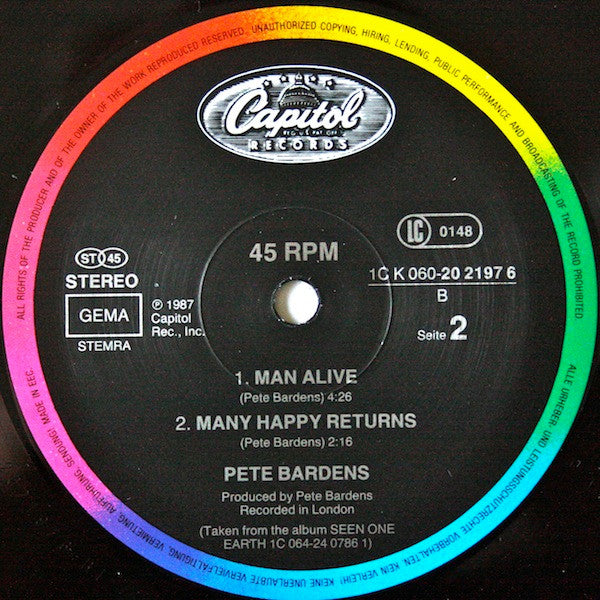 ALL RIGHTS OF THE PRODUCER AND OF THE OWNER OF THE WORK REPRODUCED RESERVED. UNAUTHORIZED COPYING, HIRING, LENDING, PUBLIC PERFORMANCE AND BROADCASTING OF THE RECORD PROHIBITED.
Capitol
REG. U.S. PAT. OFF.
RECORDS
LC 0148
45 RPM
ST 45
STEREO
GEMA
STEMRA
℗ 1987
Capitol
Rec., Inc.
1C K 060-20 2197 6
B
Seite 2
1. MAN ALIVE
(Pete Bardens) 4:26
2. MANY HAPPY RETURNS
(Pete Bardens) 2:16
PETE BARDENS
Produced by Pete Bardens
Recorded in London
(Taken from the album SEEN ONE
EARTH 1C 064-24 0786 1)
ALLE URHEBER- UND LEISTUNGSSCHUTZRECHTE VORBEHALTEN. KEIN VERLEIH! KEINE UNERLAUBTE VERVIELFÄLTIGUNG, VERMIETUNG, AUFFÜHRUNG, SENDUNG! MADE IN EEC.